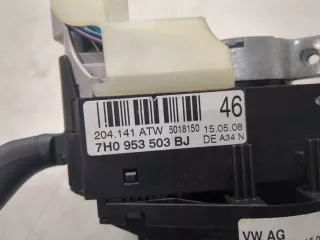 46
204.141 ATW 5018150 15.05.08
7H0 953 503 BJ DE A34 N
VW AG